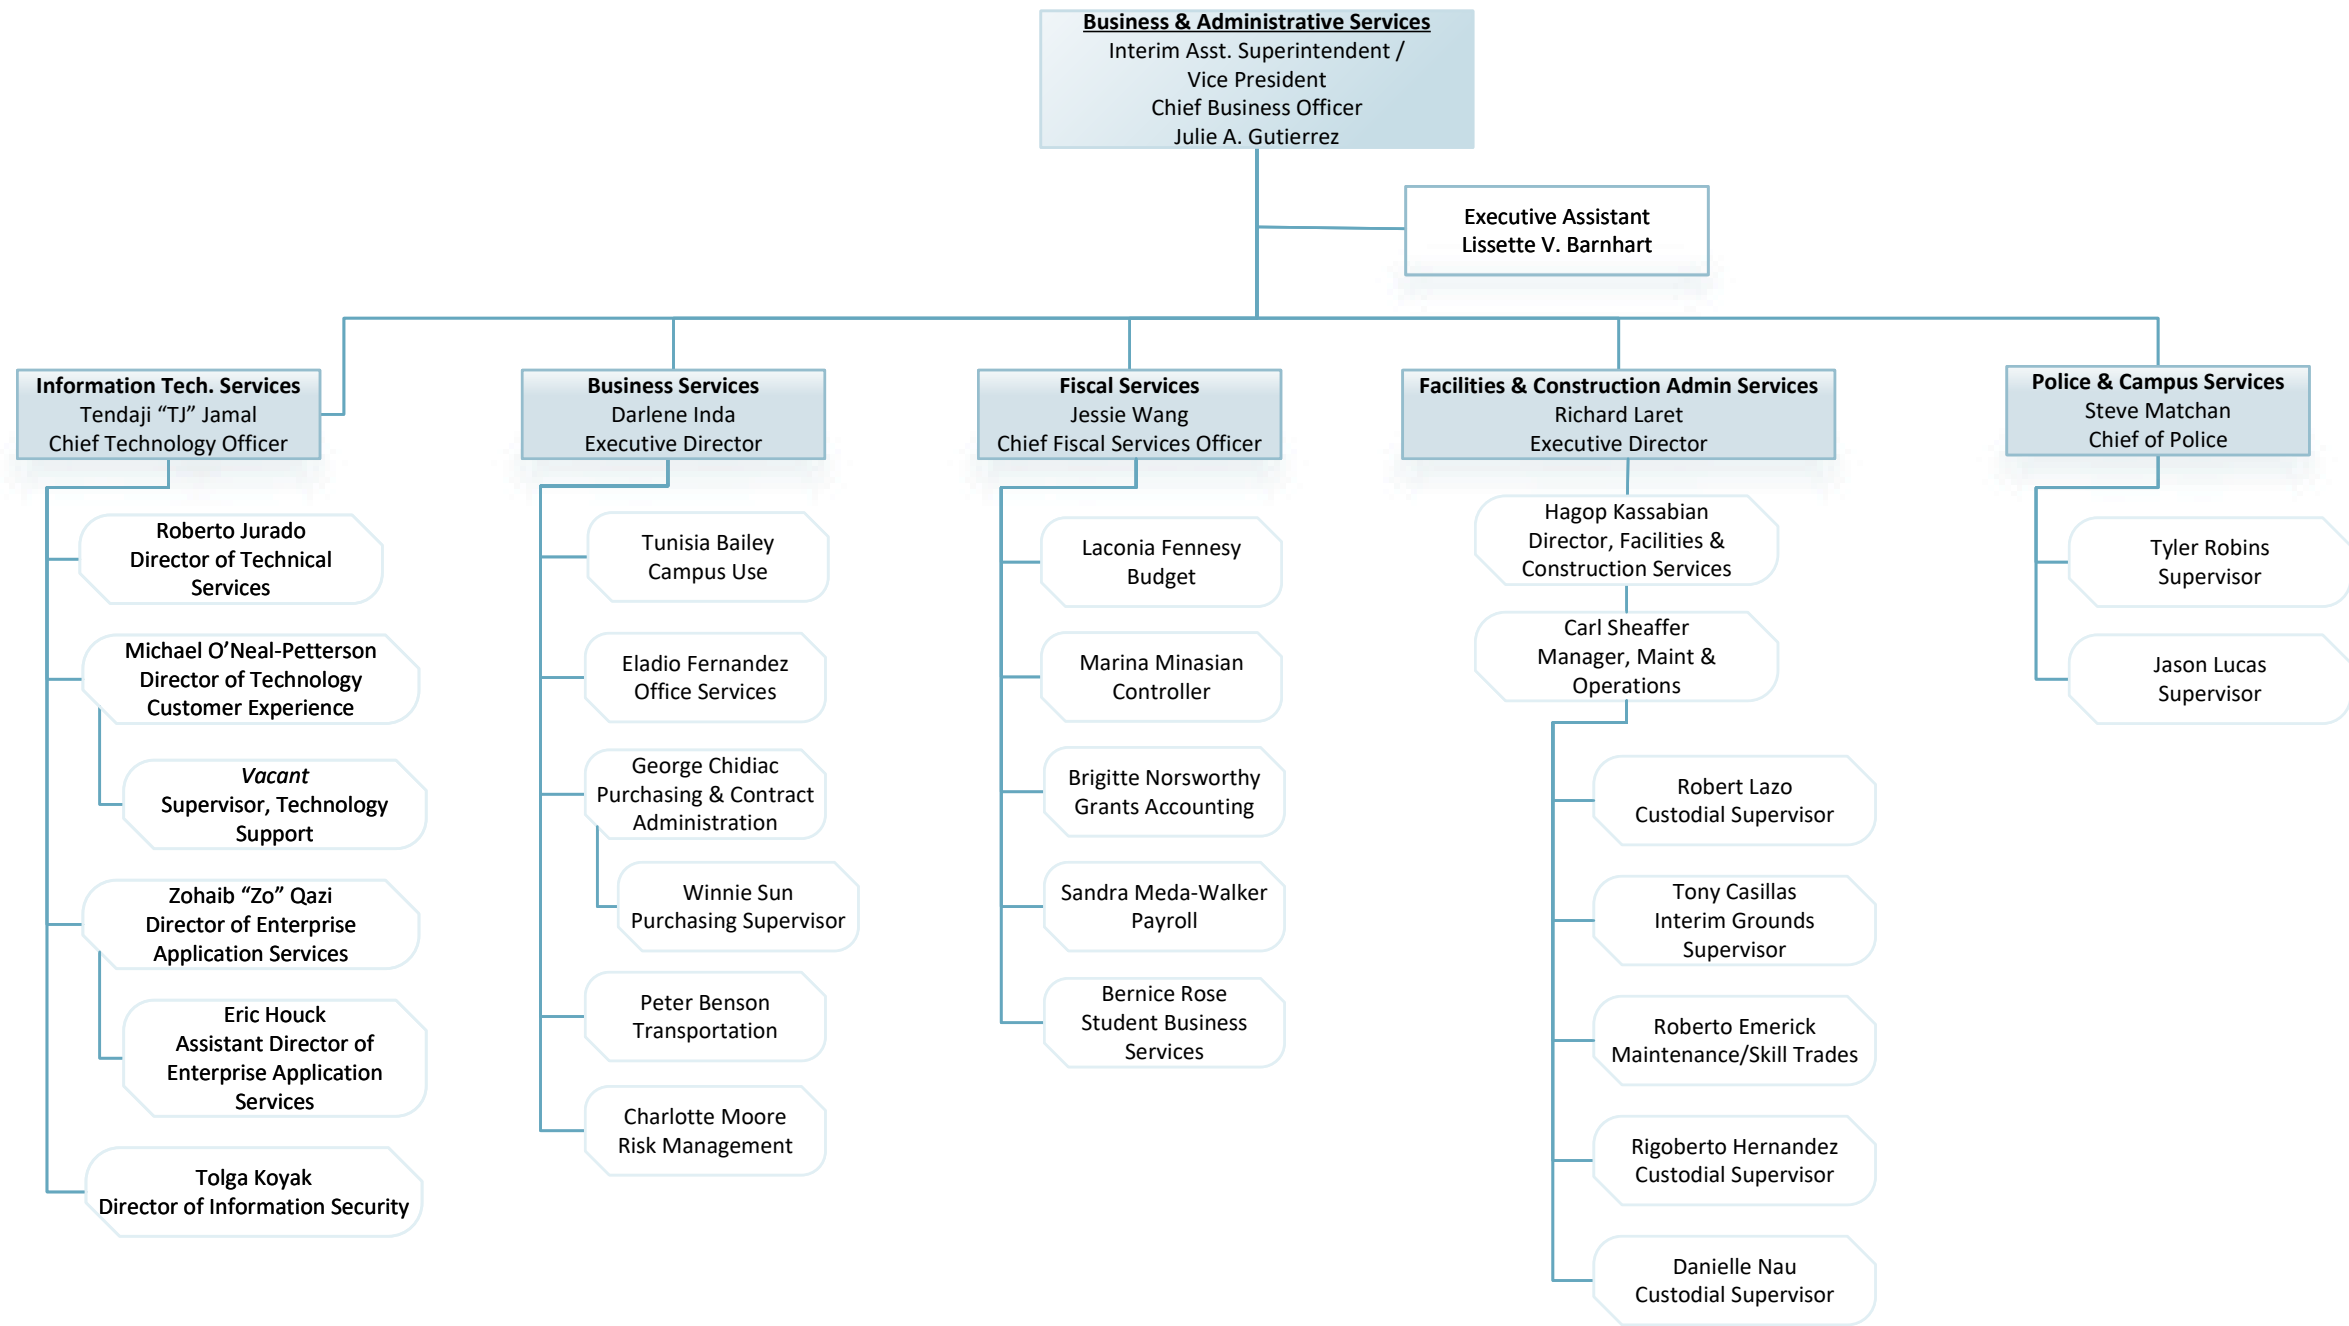 Business & Administrative Services
Interim Asst. Superintendent /
Vice President
Chief Business Officer
Julie A. Gutierrez
Executive Assistant
Lissette V. Barnhart
Information Tech. Services
Tendaji “TJ” Jamal
Chief Technology Officer
Roberto Jurado
Director of Technical
Services
Michael O’Neal-Petterson
Director of Technology
Customer Experience
Vacant
Supervisor, Technology
Support
Zohaib “Zo” Qazi
Director of Enterprise
Application Services
Eric Houck
Assistant Director of
Enterprise Application
Services
Tolga Koyak
Director of Information Security
Business Services
Darlene Inda
Executive Director
Tunisia Bailey
Campus Use
Eladio Fernandez
Office Services
George Chidiac
Purchasing & Contract
Administration
Winnie Sun
Purchasing Supervisor
Peter Benson
Transportation
Charlotte Moore
Risk Management
Fiscal Services
Jessie Wang
Chief Fiscal Services Officer
Laconia Fennesy
Budget
Marina Minasian
Controller
Brigitte Norsworthy
Grants Accounting
Sandra Meda-Walker
Payroll
Bernice Rose
Student Business
Services
Facilities & Construction Admin Services
Richard Laret
Executive Director
Hagop Kassabian
Director, Facilities &
Construction Services
Carl Sheaffer
Manager, Maint &
Operations
Robert Lazo
Custodial Supervisor
Tony Casillas
Interim Grounds
Supervisor
Roberto Emerick
Maintenance/Skill Trades
Rigoberto Hernandez
Custodial Supervisor
Danielle Nau
Custodial Supervisor
Police & Campus Services
Steve Matchan
Chief of Police
Tyler Robins
Supervisor
Jason Lucas
Supervisor